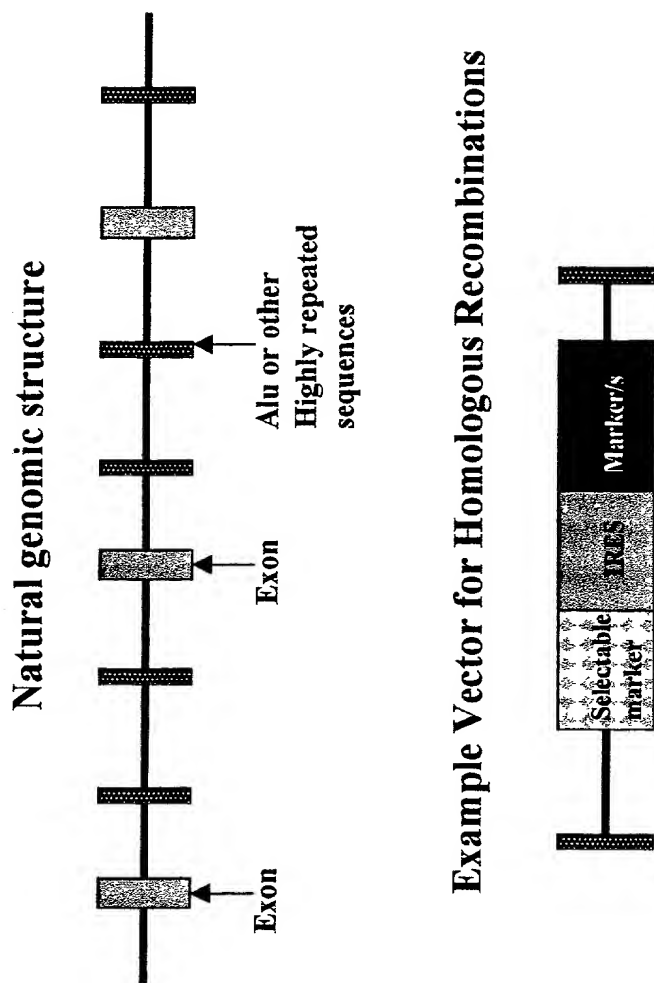 Natural genomic structure
Exon
Exon
Alu or other
Highly repeated
sequences
Example Vector for Homologous Recombinations
Selectable
marker
IRES
Marker/s